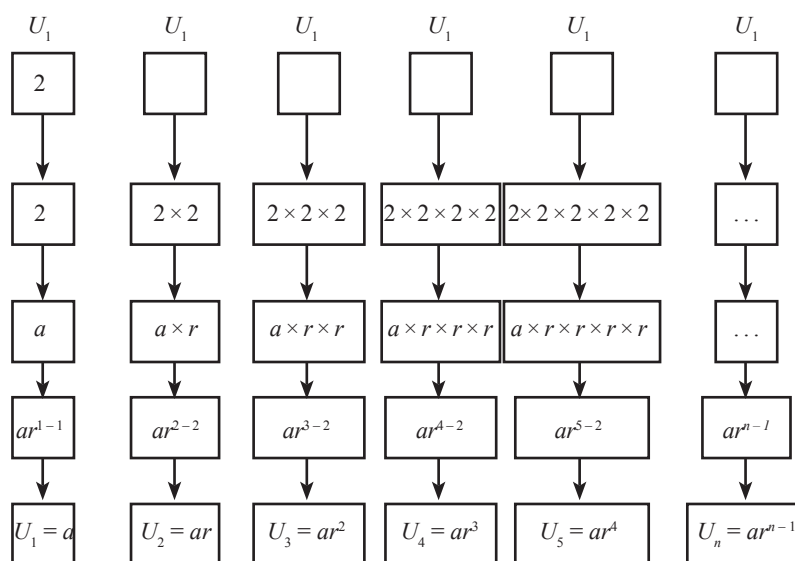 U₁ U₁ U₁ U₁ U₁ U₁
2
2 2 × 2 2 × 2 × 2 2 × 2 × 2 × 2 2× 2 × 2 × 2 × 2 . . .
a a × r a × r × r a × r × r × r a × r × r × r × r . . .
ar¹⁻¹ ar²⁻² ar³⁻² ar⁴⁻² ar⁵⁻² arⁿ⁻¹
U₁ = a U₂ = ar U₃ = ar² U₄ = ar³ U₅ = ar⁴ Uₙ = arⁿ⁻¹